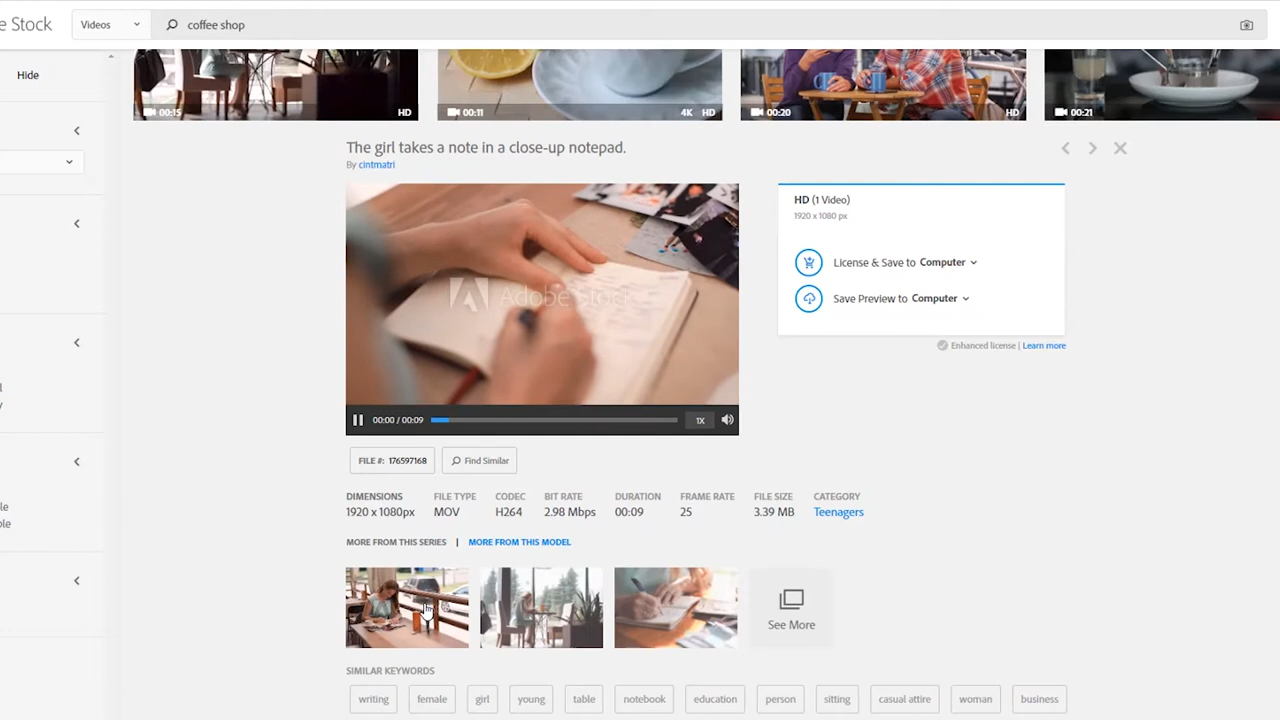 e Stock
Videos
coffee shop
Hide
00:15 HD
00:11 4K HD
00:20 HD
00:21
The girl takes a note in a close-up notepad.
By cintmatri
HD (1 Video)
1920 x 1080 px
License & Save to Computer
Save Preview to Computer
Enhanced license | Learn more
Adobe Stock
00:00 / 00:09
1X
FILE #: 176597168
Find Similar
DIMENSIONS FILE TYPE CODEC BIT RATE DURATION FRAME RATE FILE SIZE CATEGORY
1920 x 1080px MOV H264 2.98 Mbps 00:09 25 3.39 MB Teenagers
MORE FROM THIS SERIES | MORE FROM THIS MODEL
See More
SIMILAR KEYWORDS
writing female girl young table notebook education person sitting casual attire woman business